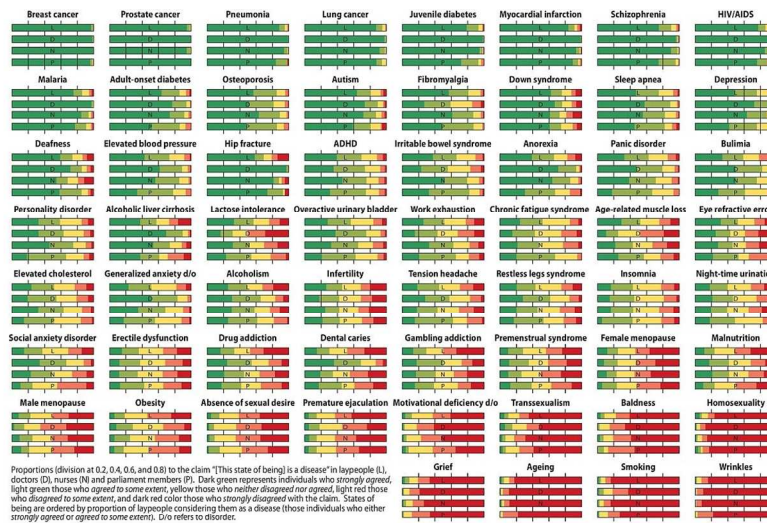 Breast cancer Prostate cancer Pneumonia Lung cancer Juvenile diabetes Myocardial infarction Schizophrenia HIV/AIDS
L L L L L L L L
D D D D D D D D
N N N N N N N N
P P P P P P P P
Malaria Adult-onset diabetes Osteoporosis Autism Fibromyalgia Down syndrome Sleep apnea Depression
L L L L L L L L
D D D D D D D D
N N N N N N N N
P P P P P P P P
Deafness Elevated blood pressure Hip fracture ADHD Irritable bowel syndrome Anorexia Panic disorder Bulimia
L L L L L L L L
D D D D D D D D
N N N N N N N N
P P P P P P P P
Personality disorder Alcoholic liver cirrhosis Lactose intolerance Overactive urinary bladder Work exhaustion Chronic fatigue syndrome Age-related muscle loss Eye refractive erro
L L L L L L L L
D D D D D D D D
N N N N N N N N
P P P P P P P P
Elevated cholesterol Generalized anxiety d/o Alcoholism Infertility Tension headache Restless legs syndrome Insomnia Night-time urinati
L L L L L L L L
D D D D D D D D
N N N N N N N N
P P P P P P P P
Social anxiety disorder Erectile dysfunction Drug addiction Dental caries Gambling addiction Premenstrual syndrome Female menopause Malnutrition
L L L L L L L L
D D D D D D D D
N N N N N N N N
P P P P P P P P
Male menopause Obesity Absence of sexual desire Premature ejaculation Motivational deficiency d/o Transsexualism Baldness Homosexuality
L L L L L L L L
D D D D D D D D
N N N N N N N N
P P P P P P P P
Grief Ageing Smoking Wrinkles
L L L L
D D D D
N N N N
P P P P
Proportions (division at 0.2, 0.4, 0.6, and 0.8) to the claim "[This state of being] is a disease" in laypeople (L),
doctors (D), nurses (N) and parliament members (P). Dark green represents individuals who strongly agreed,
light green those who agreed to some extent, yellow those who neither disagreed nor agreed, light red those
who disagreed to some extent, and dark red color those who strongly disagreed with the claim. States of
being are ordered by proportion of laypeople considering them as a disease (those individuals who either
strongly agreed or agreed to some extent). D/o refers to disorder.